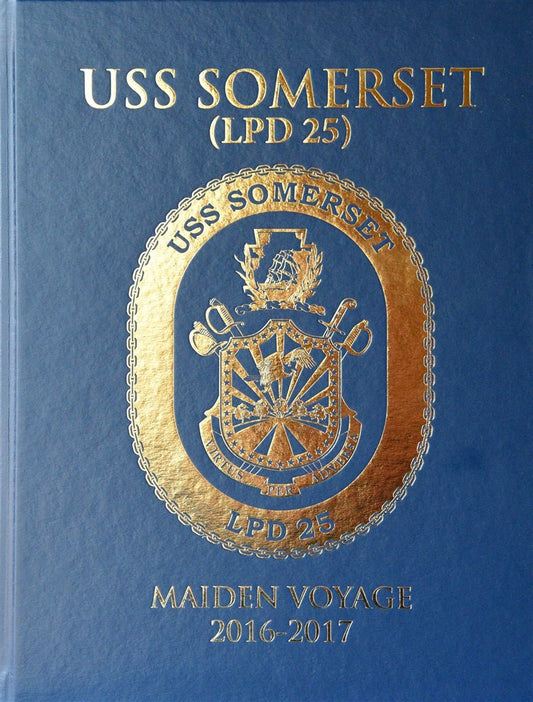 USS SOMERSET
(LPD 25)
USS SOMERSET
VIRTUS PER ADVERSA
LPD 25
MAIDEN VOYAGE
2016-2017